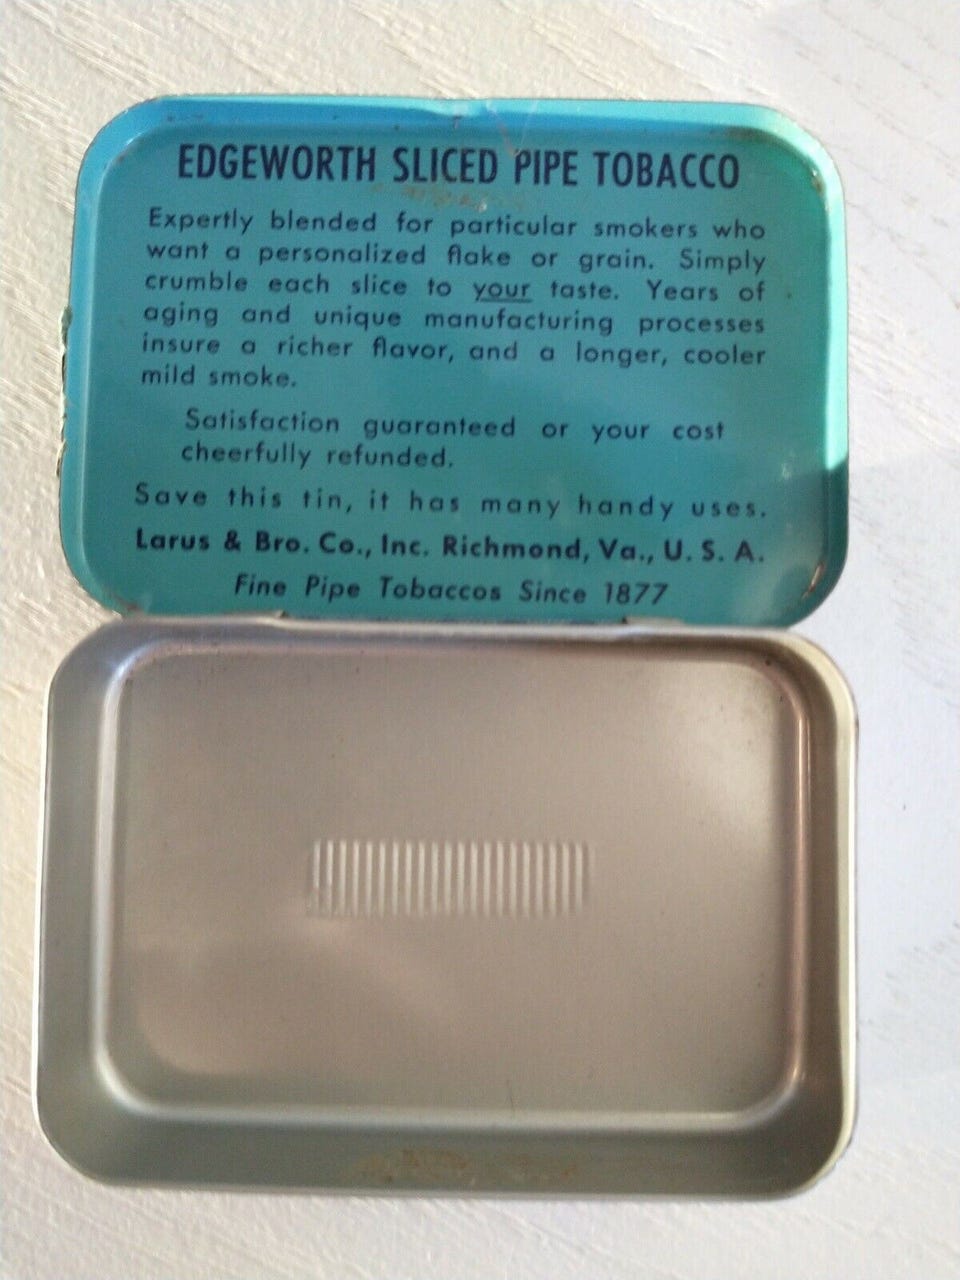 EDGEWORTH SLICED PIPE TOBACCO
Expertly blended for particular smokers who
want a personalized flake or grain. Simply
crumble each slice to your taste. Years of
aging and unique manufacturing processes
insure a richer flavor, and a longer, cooler
mild smoke.
Satisfaction guaranteed or your cost
cheerfully refunded.
Save this tin, it has many handy uses.
Larus & Bro. Co., Inc. Richmond, Va., U. S. A.
Fine Pipe Tobaccos Since 1877